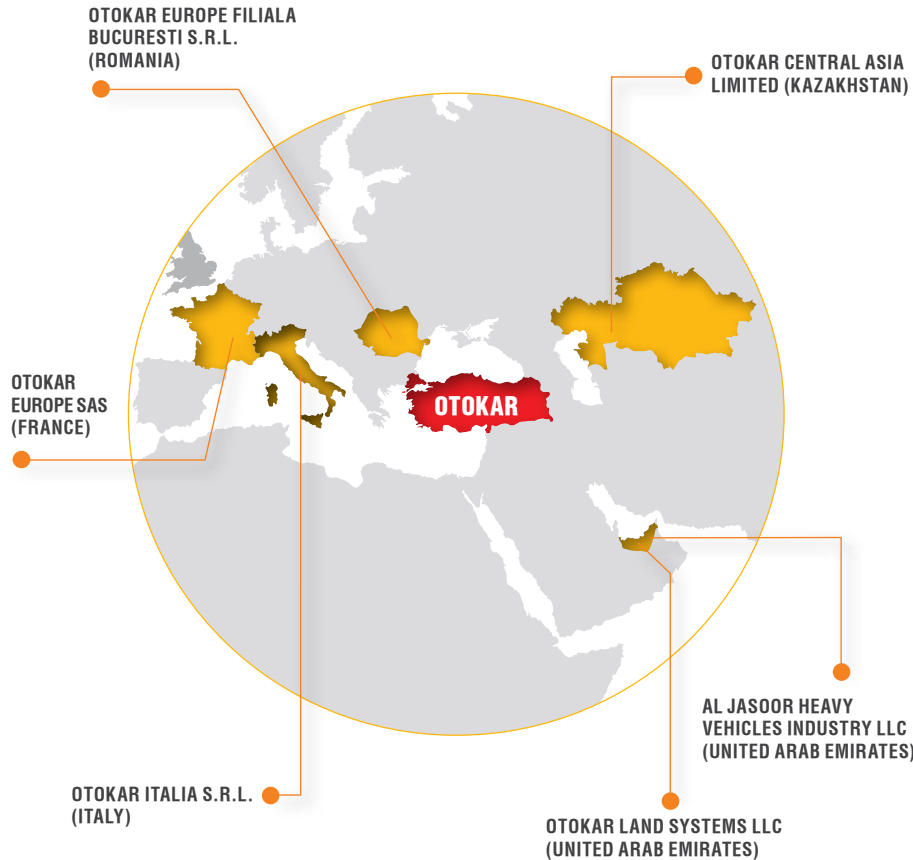 OTOKAR EUROPE FILIALA
BUCURESTI S.R.L.
(ROMANIA)
OTOKAR CENTRAL ASIA
LIMITED (KAZAKHSTAN)
OTOKAR
EUROPE SAS
(FRANCE)
OTOKAR
AL JASOOR HEAVY
VEHICLES INDUSTRY LLC
(UNITED ARAB EMIRATES)
OTOKAR ITALIA S.R.L.
(ITALY)
OTOKAR LAND SYSTEMS LLC
(UNITED ARAB EMIRATES)